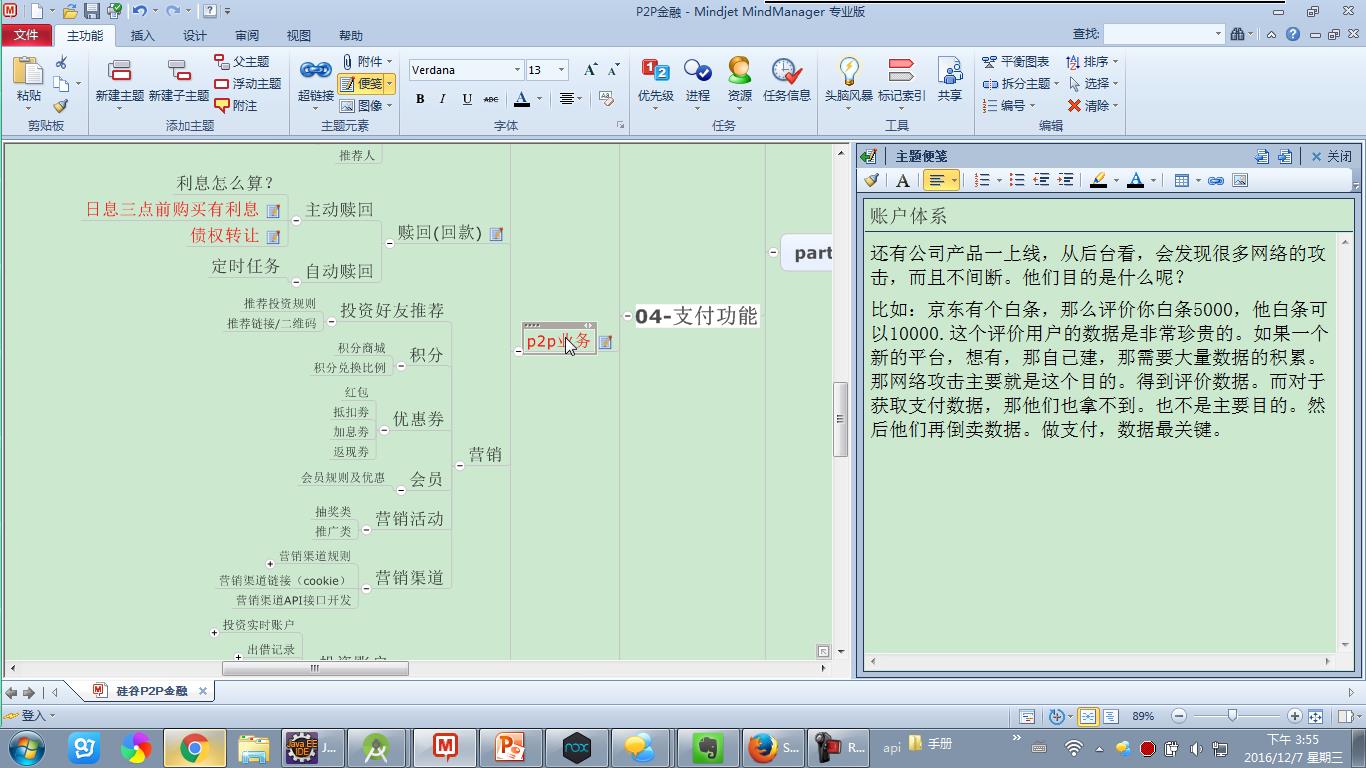 P2P金融 - Mindjet MindManager 专业版
文件 主功能 插入 设计 审阅 视图 帮助 查找:
粘贴
剪贴板
新建主题 新建子主题 父主题 浮动主题 附注
添加主题
超链接 附件 便笺 图像
主题元素
Verdana 13
B I U ABC A
字体
优先级 进程 资源 任务信息
任务
头脑风暴 标记索引 共享
工具
平衡图表 排序
拆分主题 选择
编号 清除
编辑
推荐人
利息怎么算?
日息三点前购买有利息
主动赎回
债权转让
赎回(回款)
定时任务
自动赎回
推荐投资规则
投资好友推荐
推荐链接/二维码
积分商城
积分
积分兑换比例
红包
抵扣券
优惠券
加息券
返现券
营销
会员规则及优惠
会员
抽奖类
营销活动
推广类
营销渠道规则
营销渠道链接（cookie）
营销渠道
营销渠道API接口开发
投资实时账户
出借记录
part
04-支付功能
p2p业务
主题便笺 关闭
账户体系
还有公司产品一上线，从后台看，会发现很多网络的攻
击，而且不间断。他们目的是什么呢？
比如：京东有个白条，那么评价你白条5000，他白条可
以10000.这个评价用户的数据是非常珍贵的。如果一个
新的平台，想有，那自己建，那需要大量数据的积累。
那网络攻击主要就是这个目的。得到评价数据。而对于
获取支付数据，那他们也拿不到。也不是主要目的。然
后他们再倒卖数据。做支付，数据最关键。
硅谷P2P金融
登入 89%
J... S... R... api 手册
下午 3:55
2016/12/7 星期三